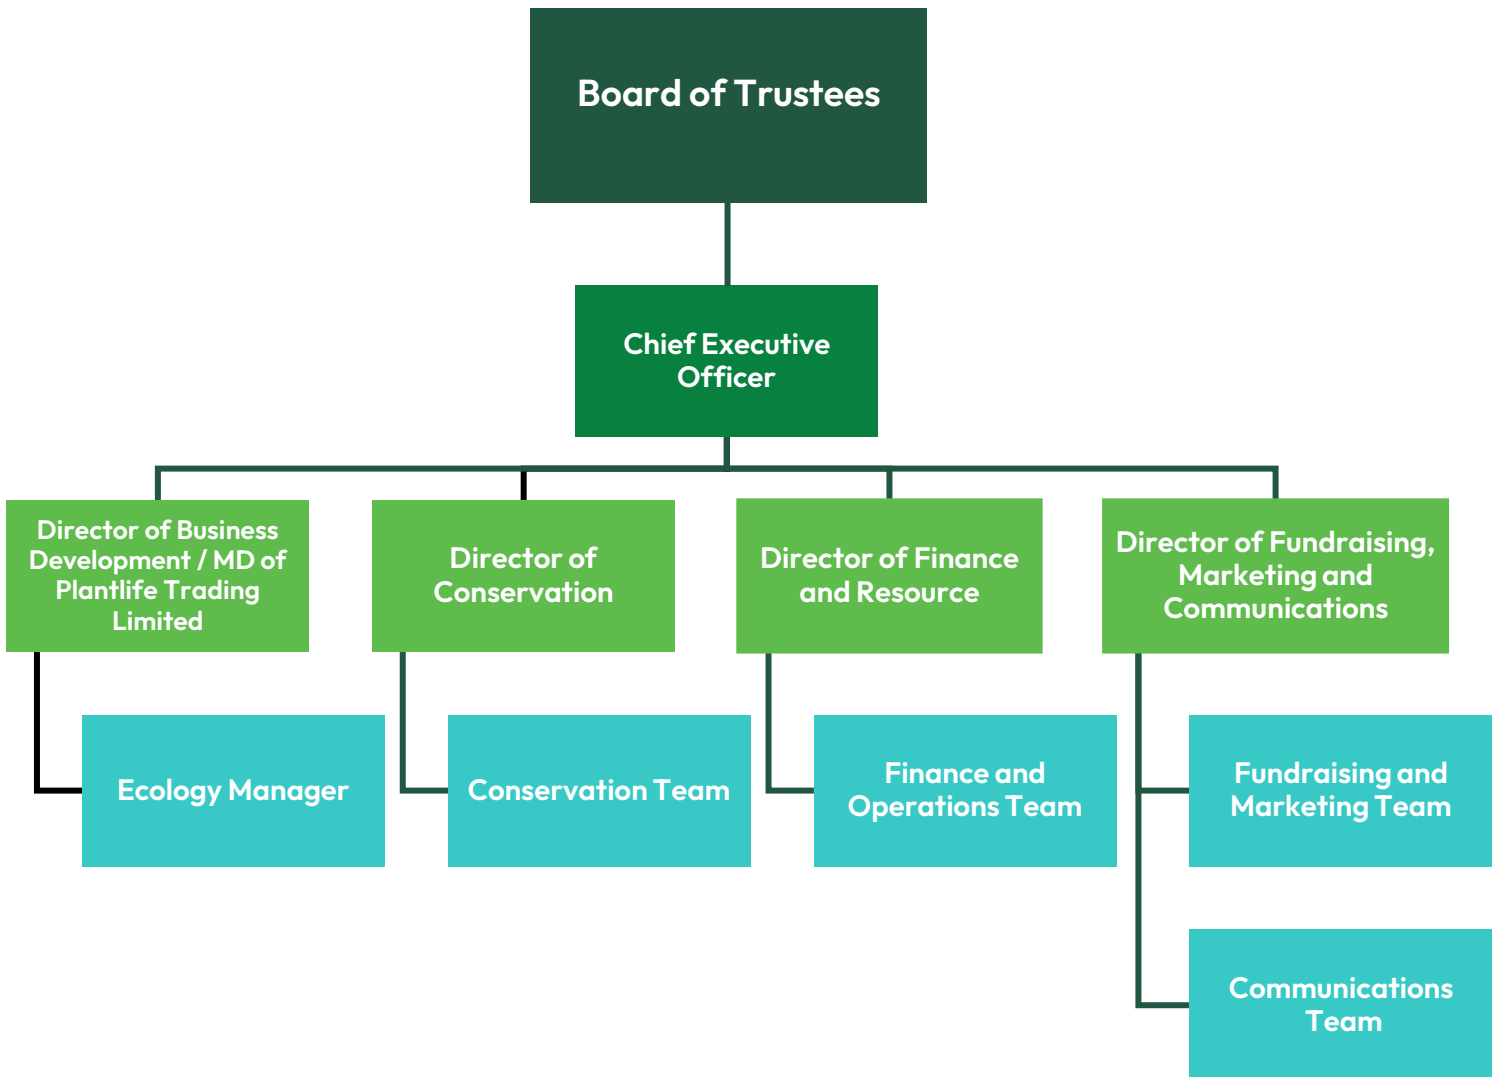 Board of Trustees
Chief Executive
Officer
Director of Business
Development / MD of
Plantlife Trading
Limited
Director of
Conservation
Director of Finance
and Resource
Director of Fundraising,
Marketing and
Communications
Ecology Manager
Conservation Team
Finance and
Operations Team
Fundraising and
Marketing Team
Communications
Team